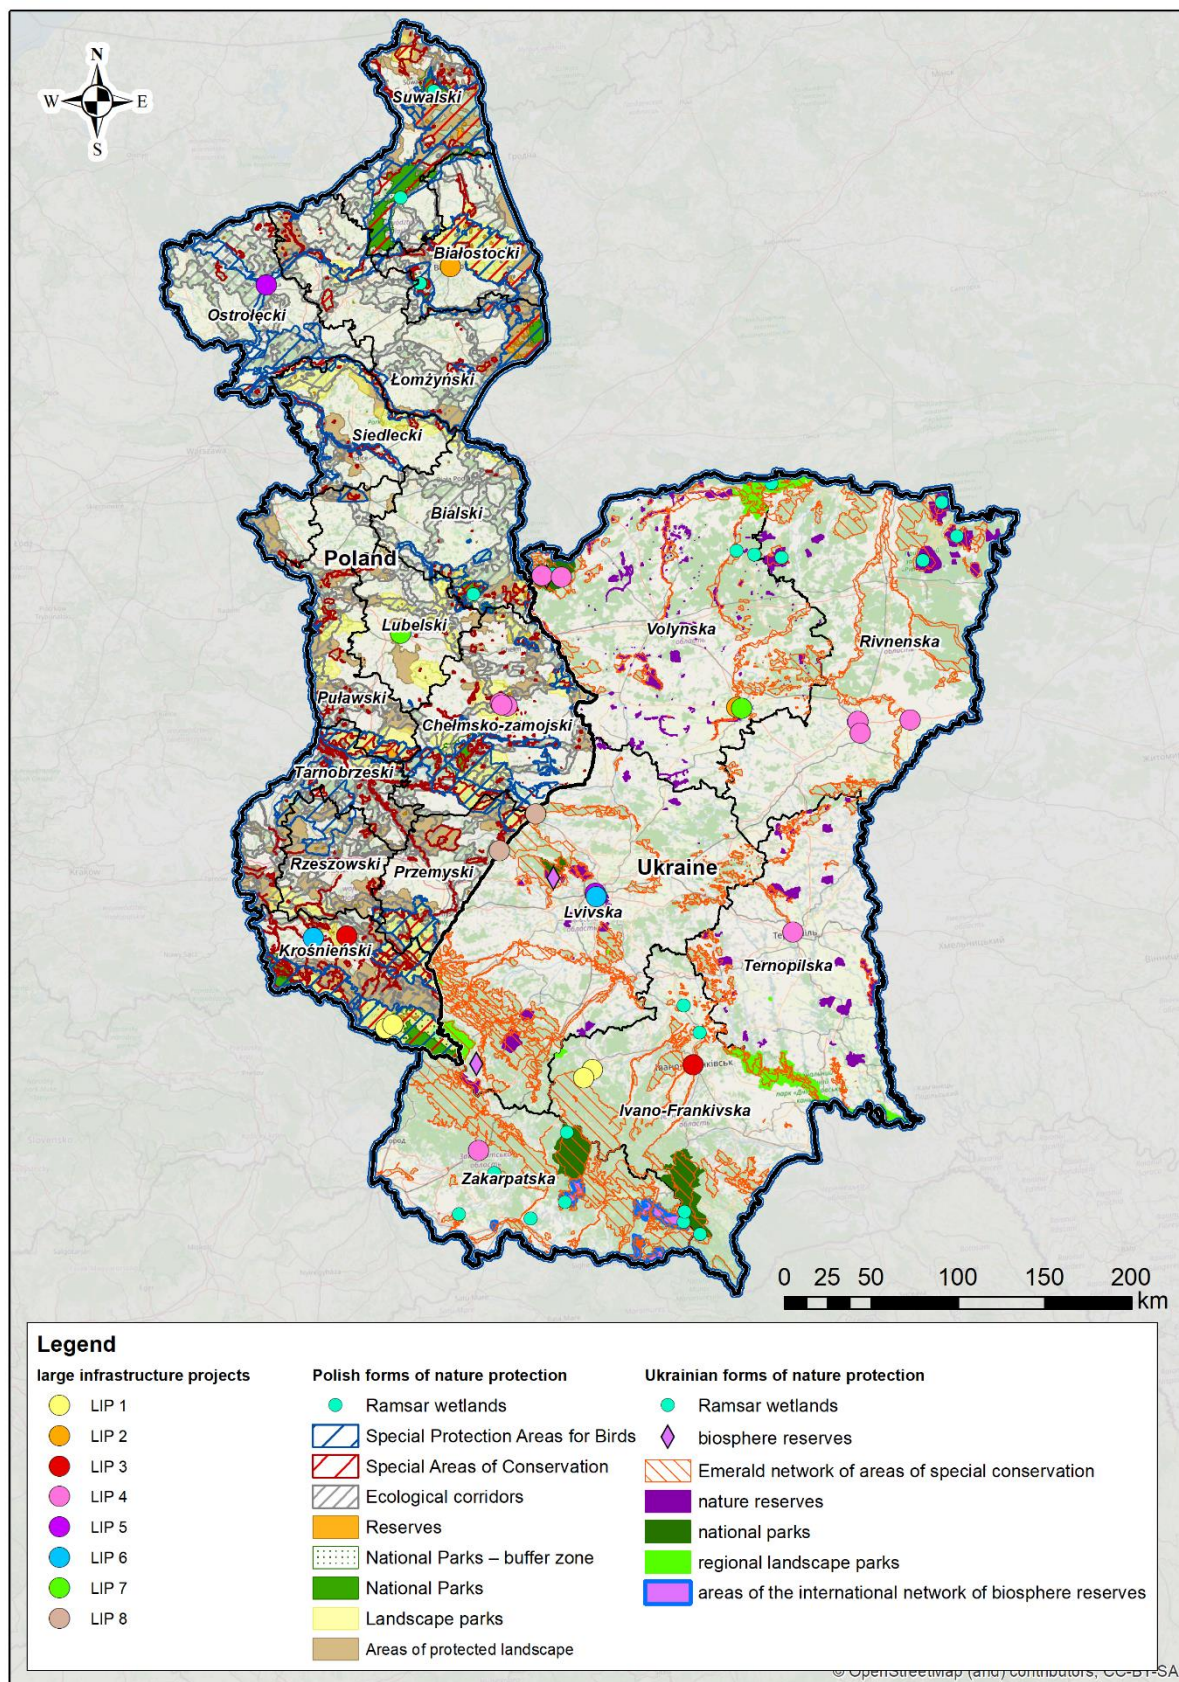 N
W E
S
Suwalski
Białostocki
Ostrołęcki
Łomżyński
Siedlecki
Bialski
Poland
Lubelski
Volynska
Rivnenska
Puławski
Chełmsko-zamojski
Tarnobrzeski
Rzeszowski
Przemyski
Ukraine
Lvivska
Krośnieński
Ternopilska
Ivano-Frankivska
Zakarpatska
0 25 50 100 150 200
km
Legend
large infrastructure projects
LIP 1
LIP 2
LIP 3
LIP 4
LIP 5
LIP 6
LIP 7
LIP 8
Polish forms of nature protection
Ramsar wetlands
Special Protection Areas for Birds
Special Areas of Conservation
Ecological corridors
Reserves
National Parks – buffer zone
National Parks
Landscape parks
Areas of protected landscape
Ukrainian forms of nature protection
Ramsar wetlands
biosphere reserves
Emerald network of areas of special conservation
nature reserves
national parks
regional landscape parks
areas of the international network of biosphere reserves
© OpenStreetMap (and) contributors, CC-BY-SA